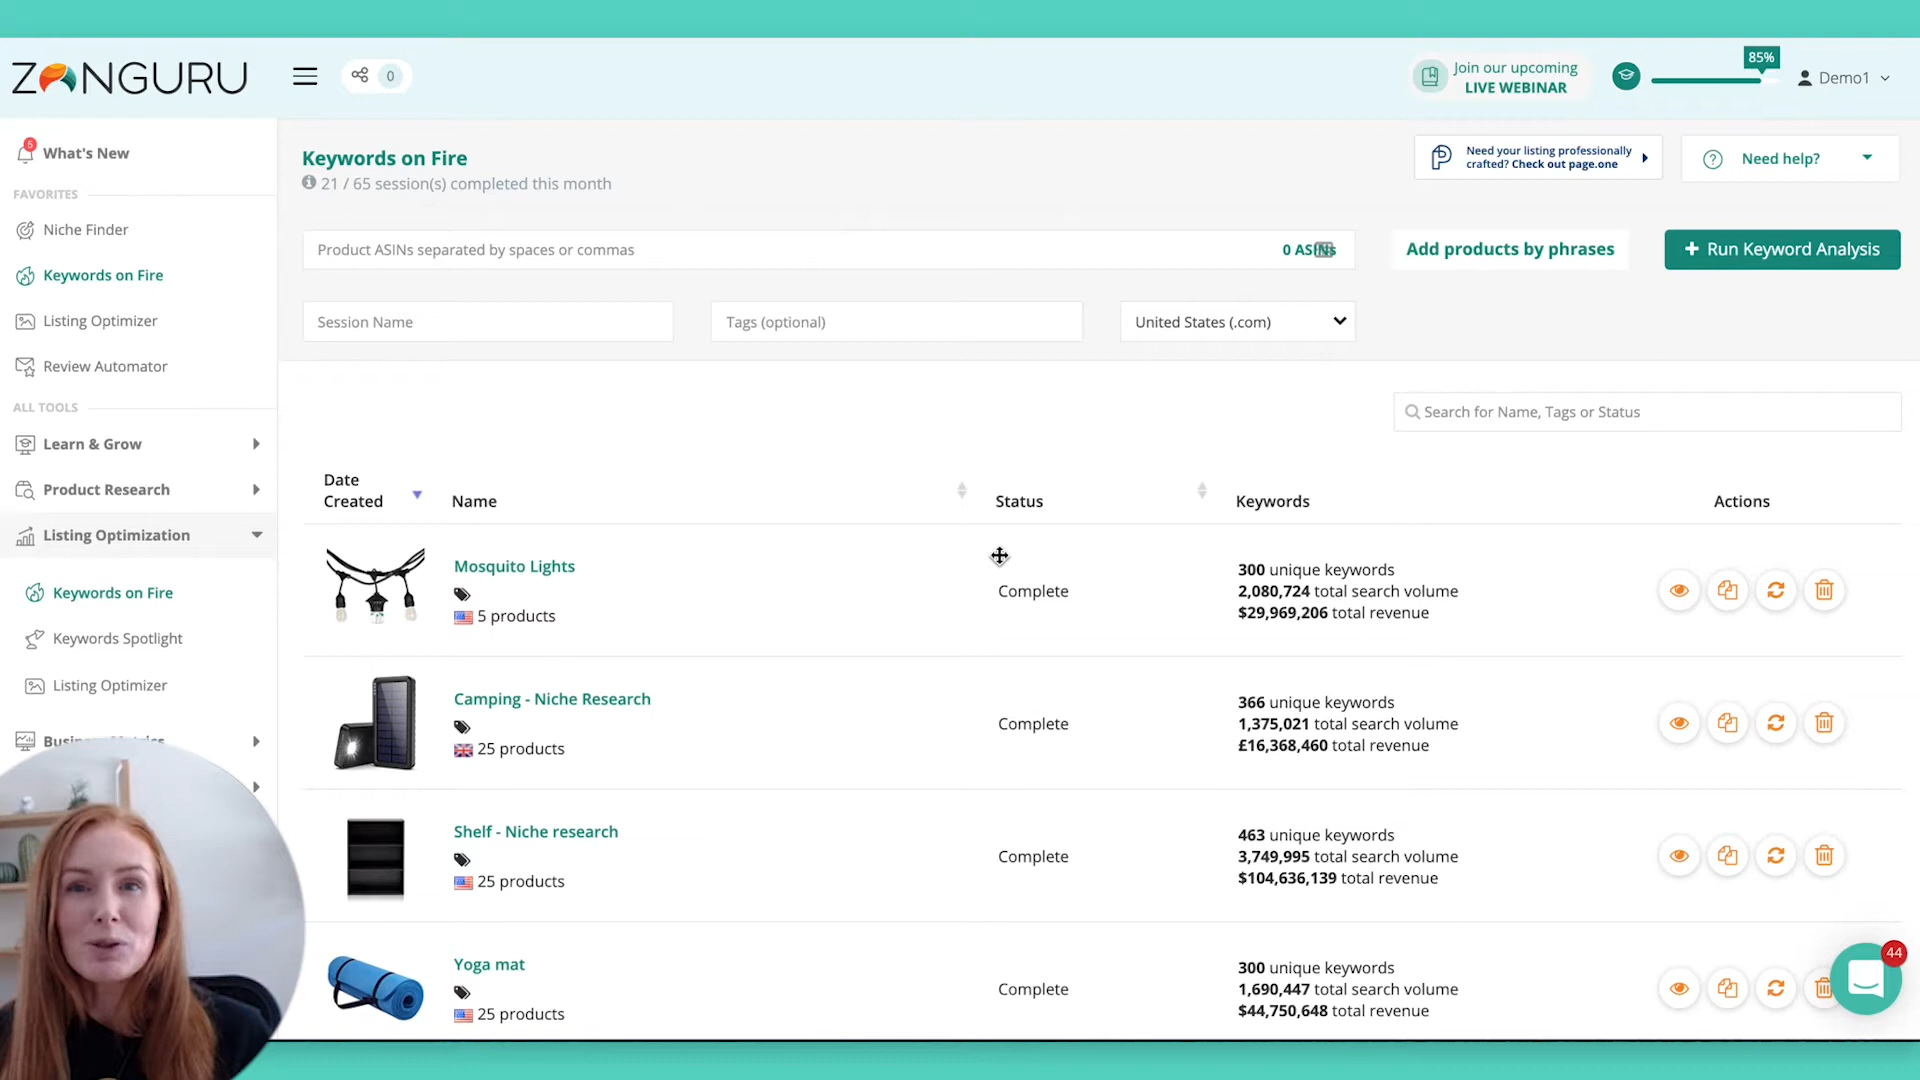 ZONGURU
0
Join our upcoming
LIVE WEBINAR
85%
Demo1
5
What's New
FAVORITES
Niche Finder
Keywords on Fire
Listing Optimizer
Review Automator
ALL TOOLS
Learn & Grow
Product Research
Listing Optimization
Keywords on Fire
Keywords Spotlight
Listing Optimizer
Keywords on Fire
21 / 65 session(s) completed this month
Need your listing professionally
crafted? Check out page.one
Need help?
Product ASINs separated by spaces or commas
0 ASINs
Add products by phrases
+ Run Keyword Analysis
Session Name
Tags (optional)
United States (.com)
Search for Name, Tags or Status
Date
Created
Name
Status
Keywords
Actions
Mosquito Lights
5 products
Complete
300 unique keywords
2,080,724 total search volume
$29,969,206 total revenue
Camping - Niche Research
25 products
Complete
366 unique keywords
1,375,021 total search volume
£16,368,460 total revenue
Shelf - Niche research
25 products
Complete
463 unique keywords
3,749,995 total search volume
$104,636,139 total revenue
Yoga mat
25 products
Complete
300 unique keywords
1,690,447 total search volume
$44,750,648 total revenue
44